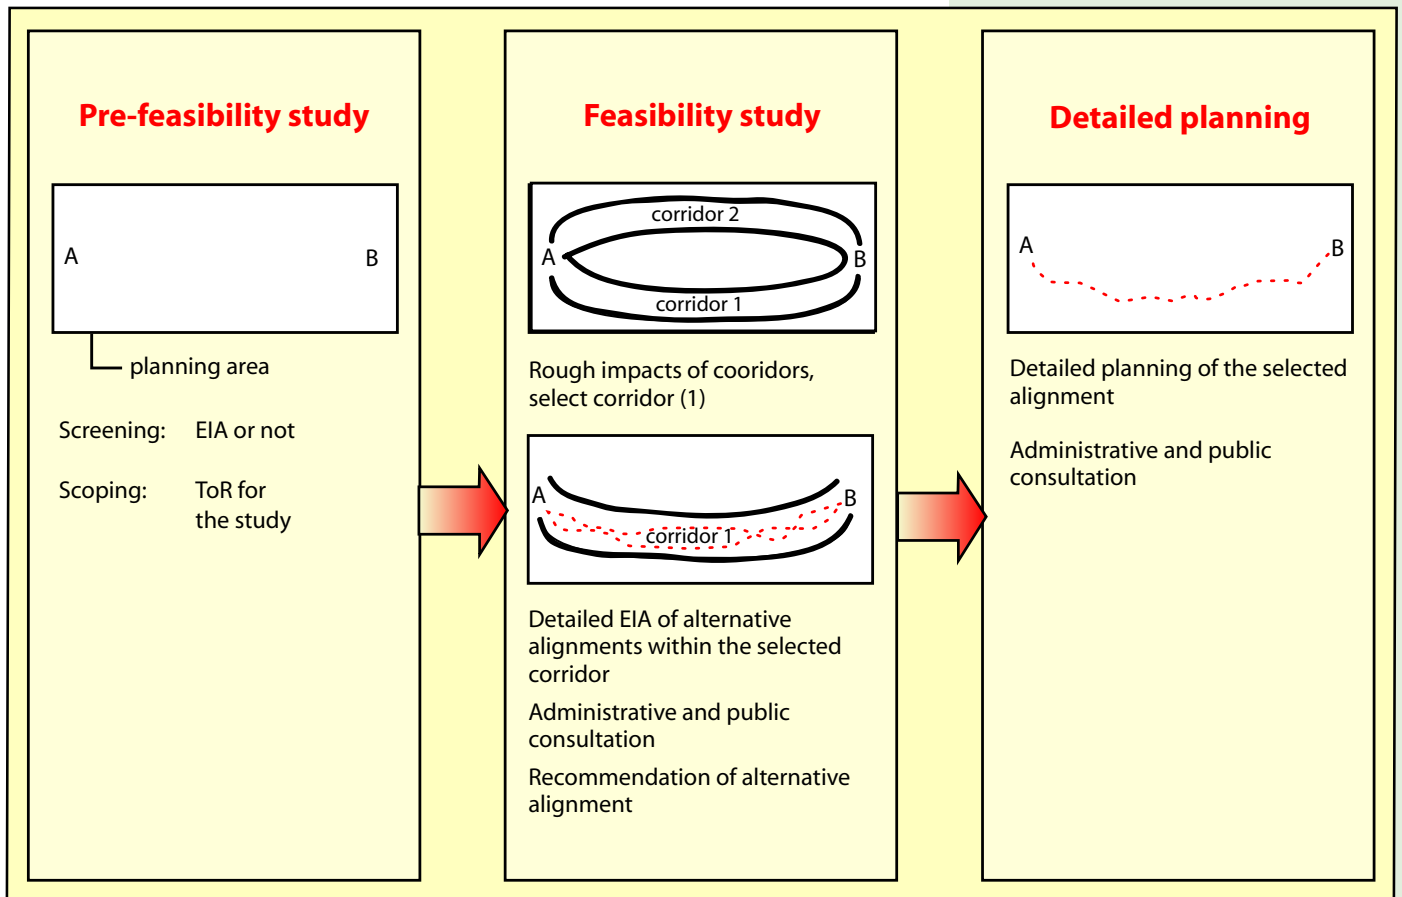 Pre-feasibility study
A
B
planning area
Screening: EIA or not
Scoping: ToR for
the study
Feasibility study
corridor 2
A
B
corridor 1
Rough impacts of cooridors,
select corridor (1)
A
B
corridor 1
Detailed EIA of alternative
alignments within the selected
corridor
Administrative and public
consultation
Recommendation of alternative
alignment
Detailed planning
A
B
Detailed planning of the selected
alignment
Administrative and public
consultation